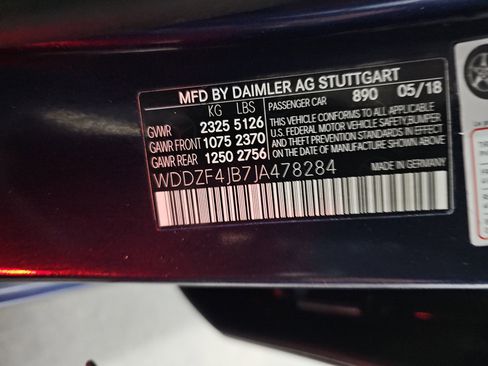 MFD BY DAIMLER AG STUTTGART
KG LBS
PASSENGER CAR 890 05/18
GVWR 2325 5126
GAWR FRONT 1075 2370
GAWR REAR 1250 2756
THIS VEHICLE CONFORMS TO ALL APPLICABLE
U.S. FEDERAL MOTOR VEHICLE SAFETY,BUMPER
AND THEFT PREVENTION STANDARDS IN EFFECT
ON THE DATE OF MANUFACTURE SHOWN ABOVE.
MADE IN GERMANY
WDDZF4JB7JA478284